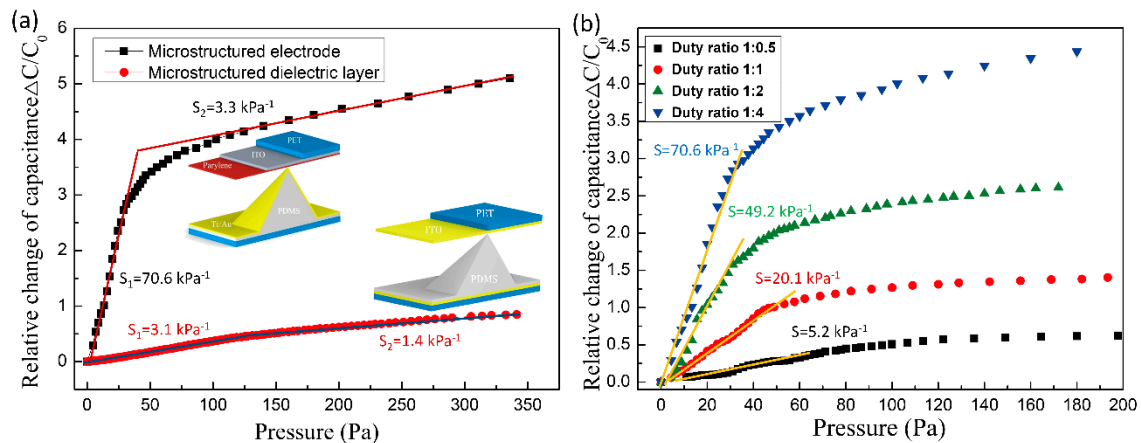 (a)
Relative change of capacitanceΔC/C₀
6
5
4
3
2
1
0
Microstructured electrode
Microstructured dielectric layer
S₂=3.3 kPa⁻¹
PET
ITO
Parylene
PDMS
Ti/Au
PET
ITO
PDMS
S₁=70.6 kPa⁻¹
S₁=3.1 kPa⁻¹
S₂=1.4 kPa⁻¹
0 50 100 150 200 250 300 350
Pressure (Pa)
(b)
Relative change of capacitanceΔC/C₀
4.5
4.0
3.5
3.0
2.5
2.0
1.5
1.0
0.5
0.0
Duty ratio 1:0.5
Duty ratio 1:1
Duty ratio 1:2
Duty ratio 1:4
S=70.6 kPa⁻¹
S=49.2 kPa⁻¹
S=20.1 kPa⁻¹
S=5.2 kPa⁻¹
0 20 40 60 80 100 120 140 160 180 200
Pressure (Pa)